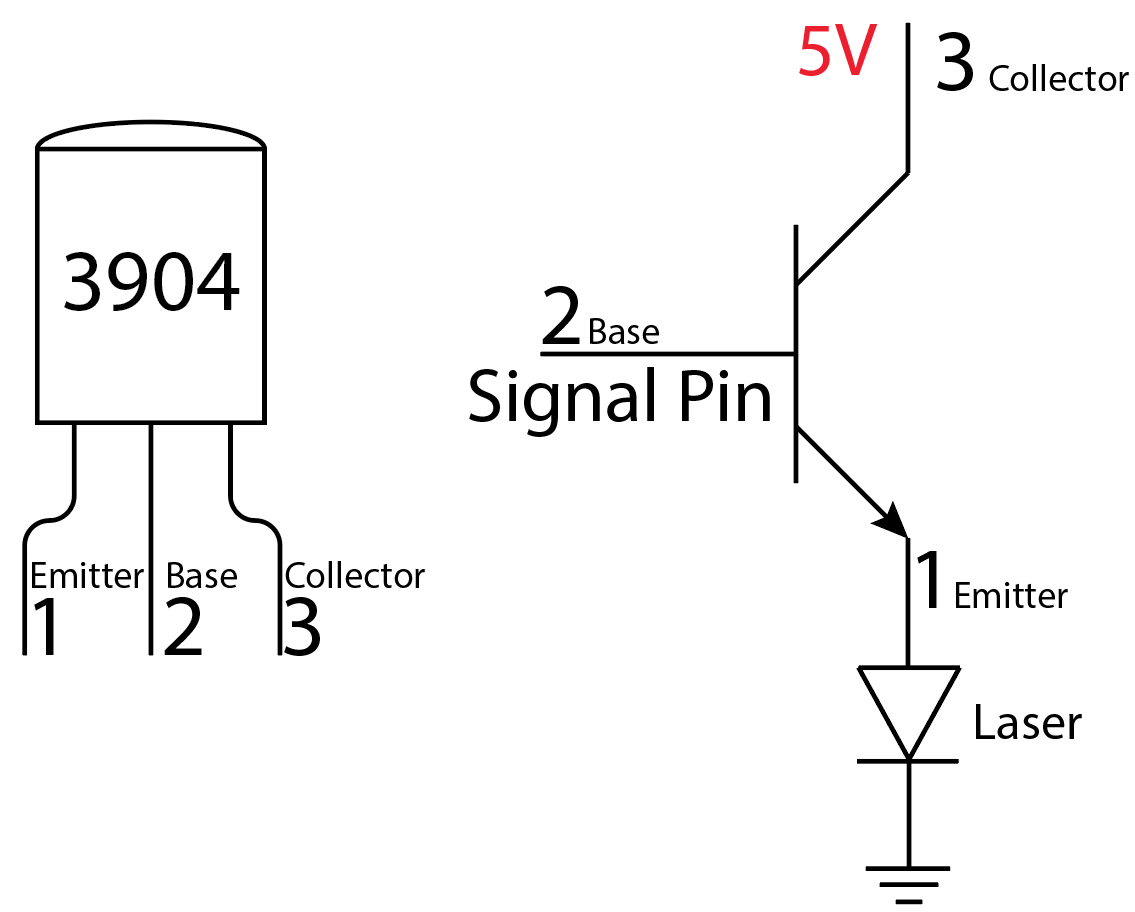 3904
Emitter Base Collector
1 2 3
5V 3 Collector
2 Base
Signal Pin
1 Emitter
Laser